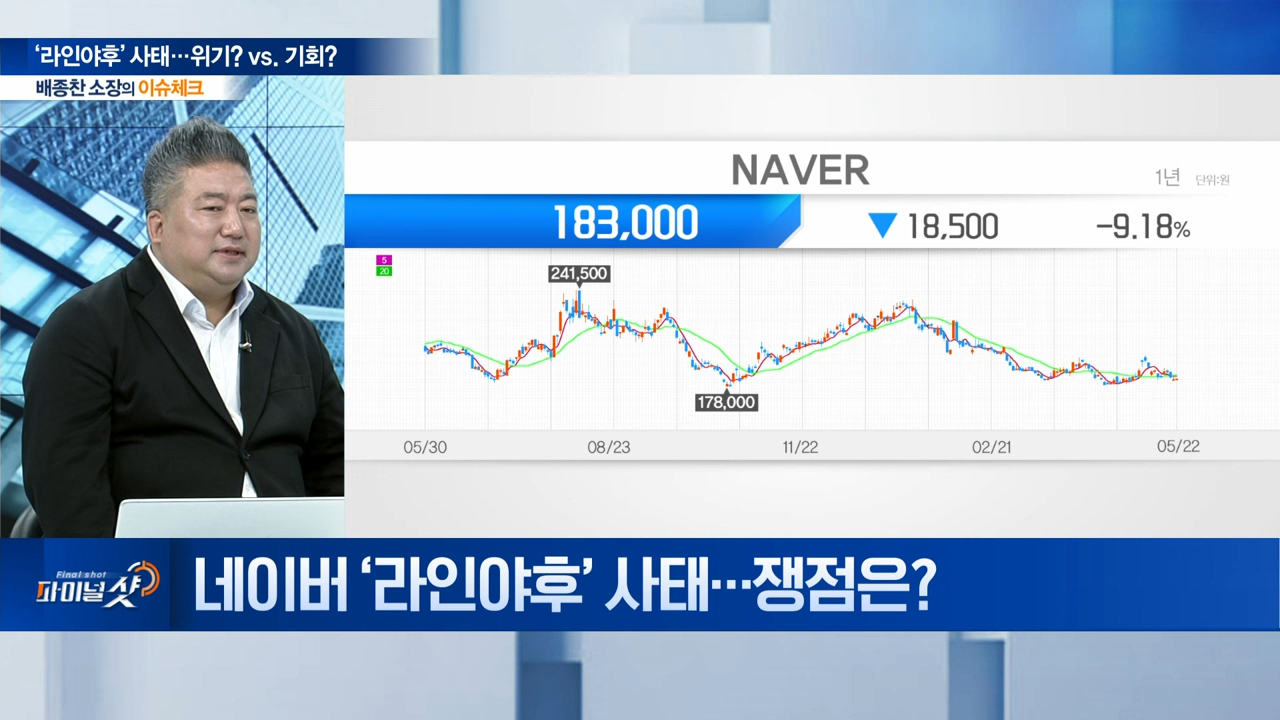 ‘라인야후’ 사태…위기? vs. 기회?
배종찬 소장의 이슈체크
NAVER
1년 단위:원
183,000 ▼ 18,500 -9.18%
5
20
241,500
178,000
05/30 08/23 11/22 02/21 05/22
Final shot
파이널샷
네이버 ‘라인야후’ 사태…쟁점은?